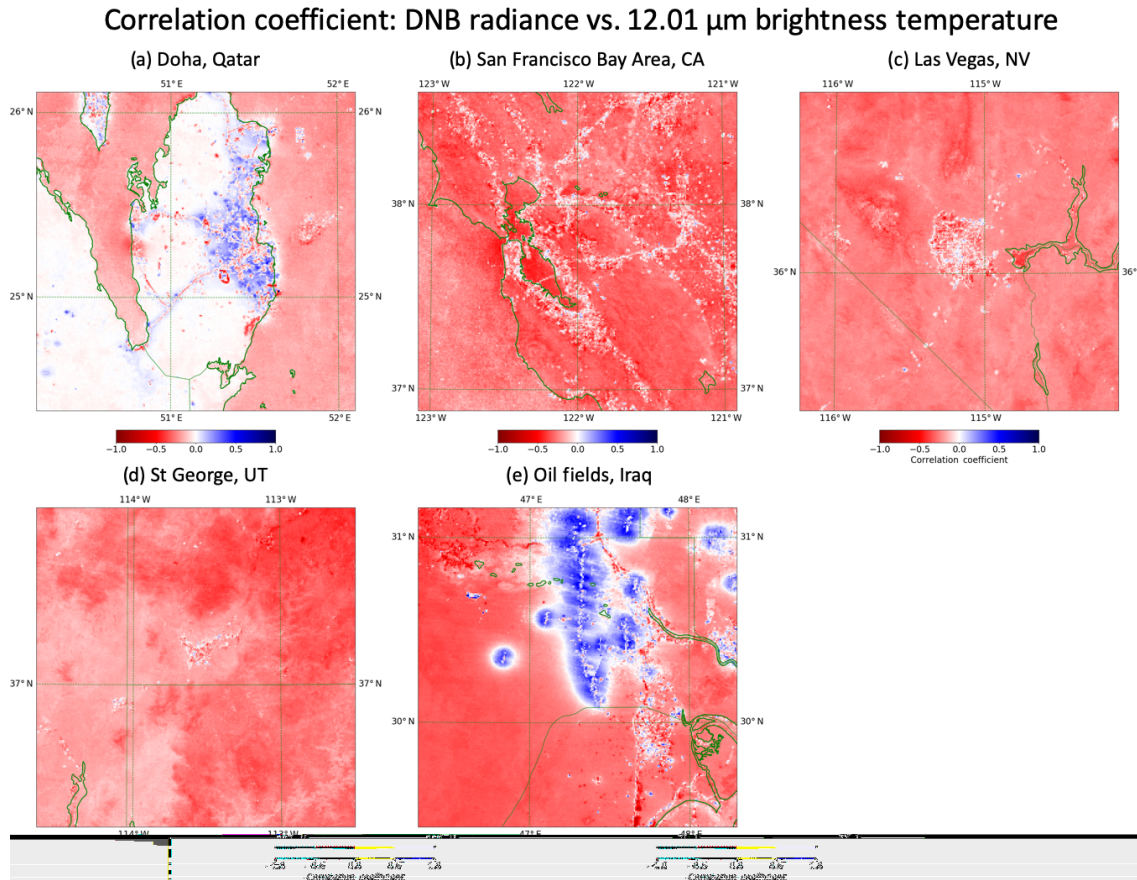 Correlation coefficient: DNB radiance vs. 12.01 µm brightness temperature
(a) Doha, Qatar
(b) San Francisco Bay Area, CA
(c) Las Vegas, NV
51°E 52°E
123°W 122°W 121°W
116°W 115°W
26°N 26°N
38°N 38°N
36°N 36°
25°N 25°N
37°N 37°N
51°E 52°E
123°W 122°W 121°W
116°W 115°W
−1.0 −0.5 0.0 0.5 1.0
−1.0 −0.5 0.0 0.5 1.0
−1.0 −0.5 0.0 0.5 1.0
Correlation coefficient
(d) St George, UT
(e) Oil fields, Iraq
114°W 113°W
47°E 48°E
31°N 31°N
37°N 37°N
30°N 30°N